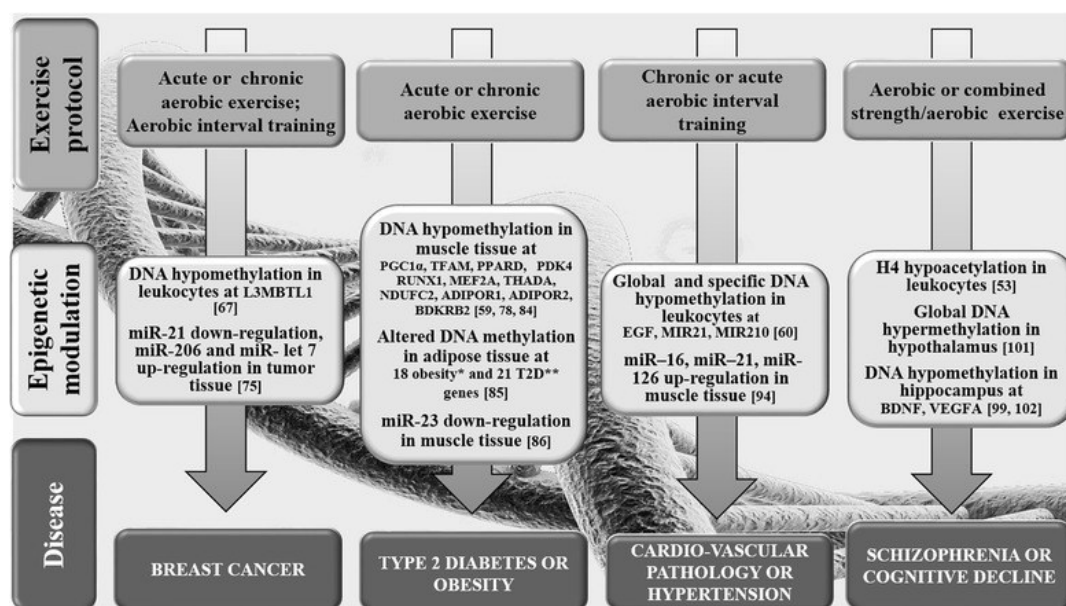 Exercise
protocol
Acute or chronic
aerobic exercise;
Aerobic interval training
Acute or chronic
aerobic exercise
Chronic or acute
aerobic interval
training
Aerobic or combined
strength/aerobic exercise
Epigenetic
modulation
DNA hypomethylation in
leukocytes at L3MBTL1
[67]
miR-21 down-regulation,
miR-206 and miR- let 7
up-regulation in tumor
tissue [75]
DNA hypomethylation in
muscle tissue at
PGC1α, TFAM, PPARD, PDK4
RUNX1, MEF2A, THADA,
NDUFC2, ADIPOR1, ADIPOR2,
BDKRB2 [59, 78, 84]
Altered DNA methylation
in adipose tissue at
18 obesity* and 21 T2D**
genes [85]
miR-23 down-regulation
in muscle tissue [86]
Global and specific DNA
hypomethylation in
leukocytes at
EGF, MIR21, MIR210 [60]
miR–16, miR–21, miR-
126 up-regulation in
muscle tissue [94]
H4 hypoacetylation in
leukocytes [53]
Global DNA
hypermethylation in
hypothalamus [101]
DNA hypomethylation in
hippocampus at
BDNF, VEGFA [99, 102]
Disease
BREAST CANCER
TYPE 2 DIABETES OR
OBESITY
CARDIO-VASCULAR
PATHOLOGY OR
HYPERTENSION
SCHIZOPHRENIA OR
COGNITIVE DECLINE